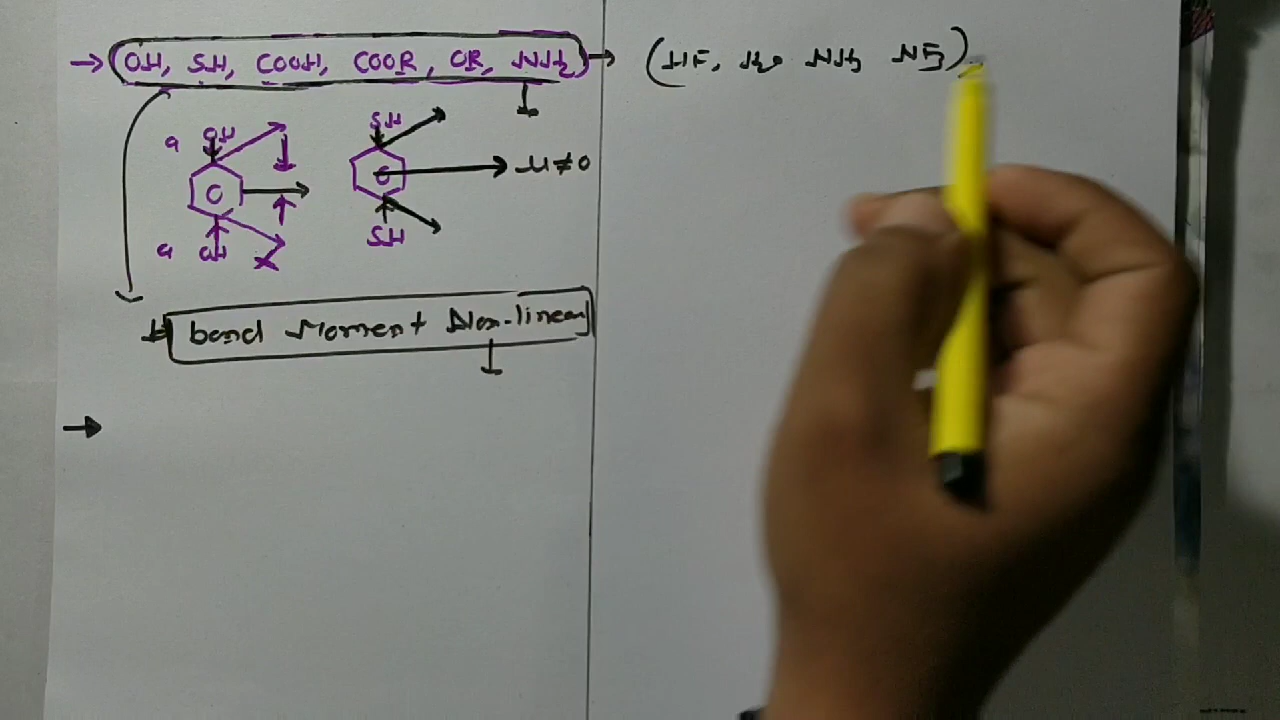 → OH, SH, COOH, COOR, OR, NH₂ → (HF, H₂O NH₃ NF₃)
a OH SH
μ≠0
a OH SH
bond Moment Non-linear
→